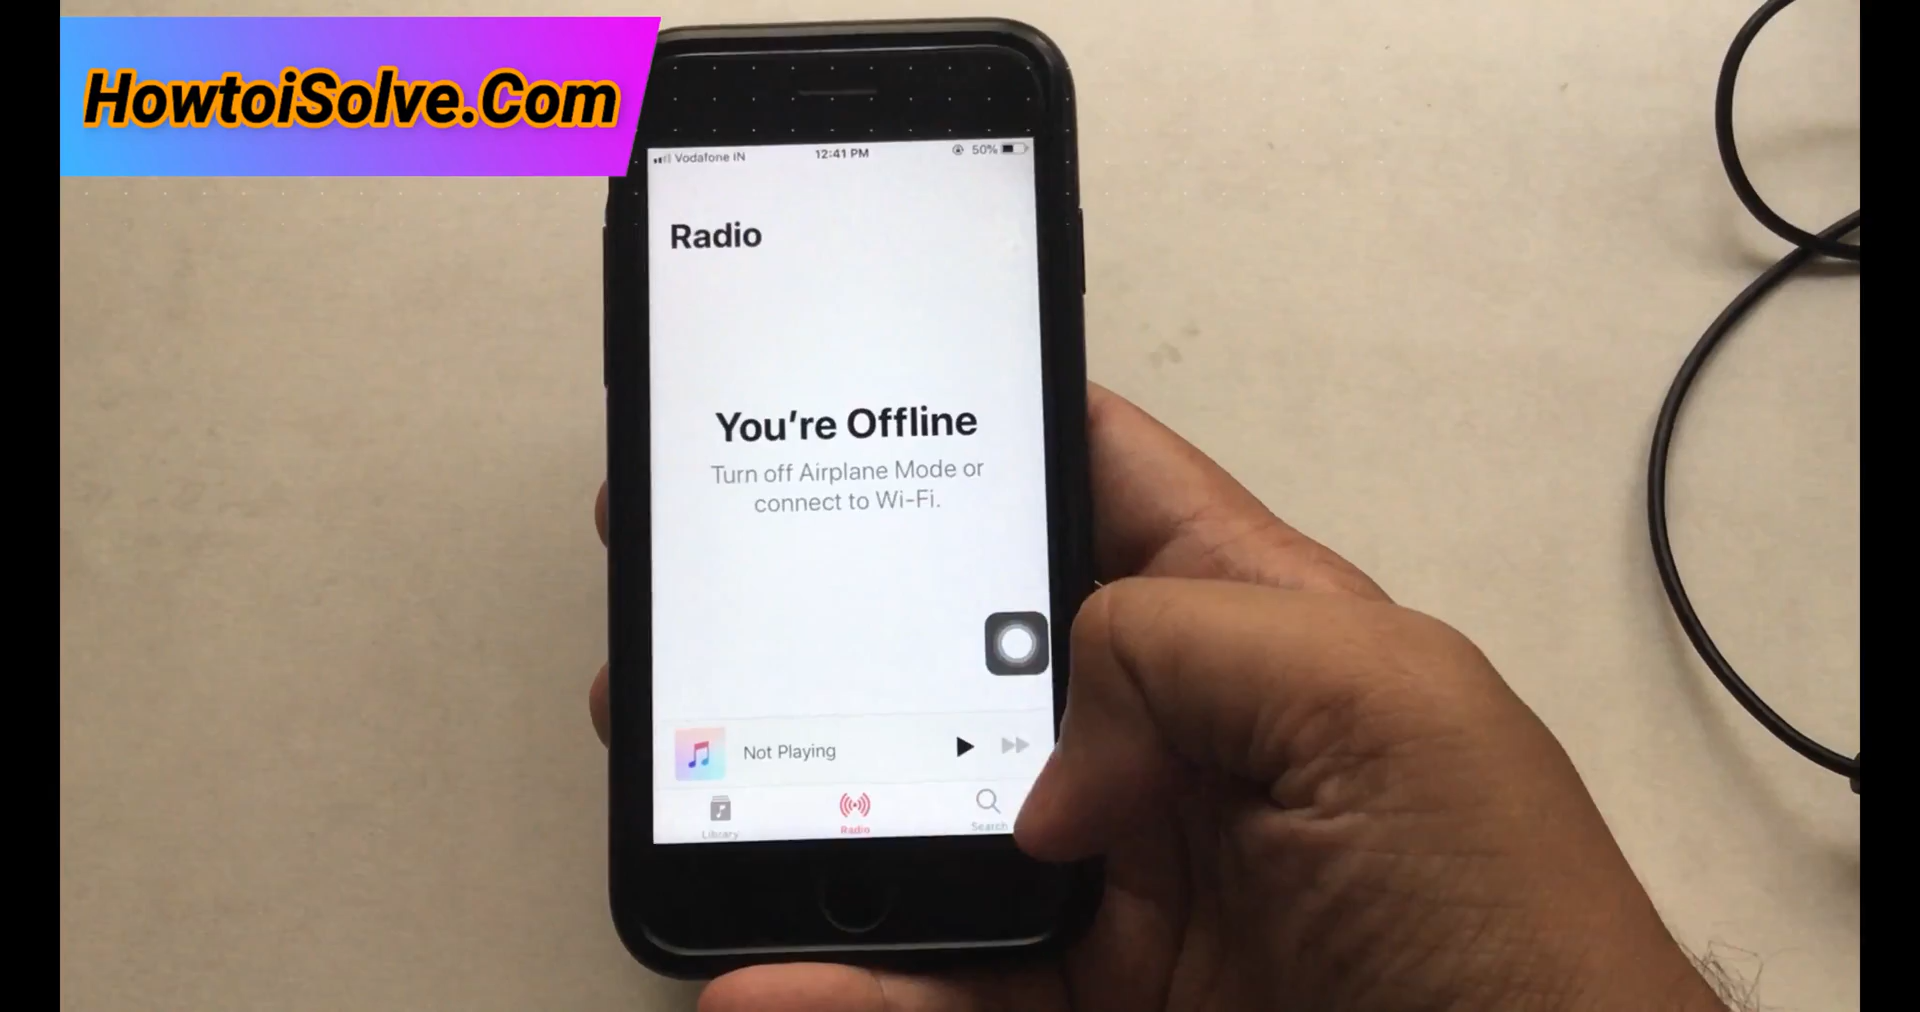 HowtoiSolve.Com
Vodafone IN
12:41 PM
50%
Radio
You're Offline
Turn off Airplane Mode or
connect to Wi-Fi.
Not Playing
Library
Radio
Search